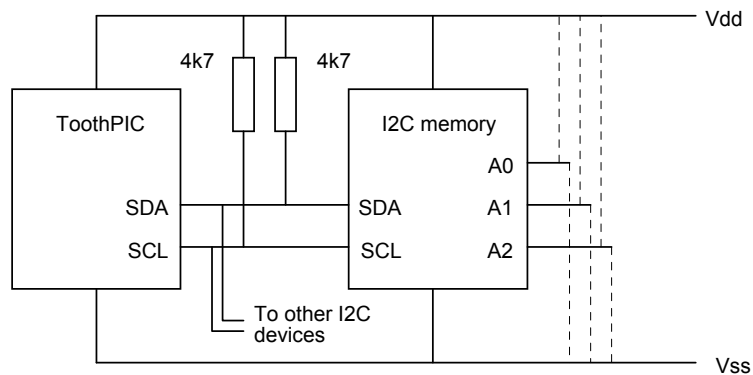 Vdd
4k7
4k7
ToothPIC
I2C memory
A0
SDA
SDA
A1
SCL
SCL
A2
To other I2C
devices
Vss